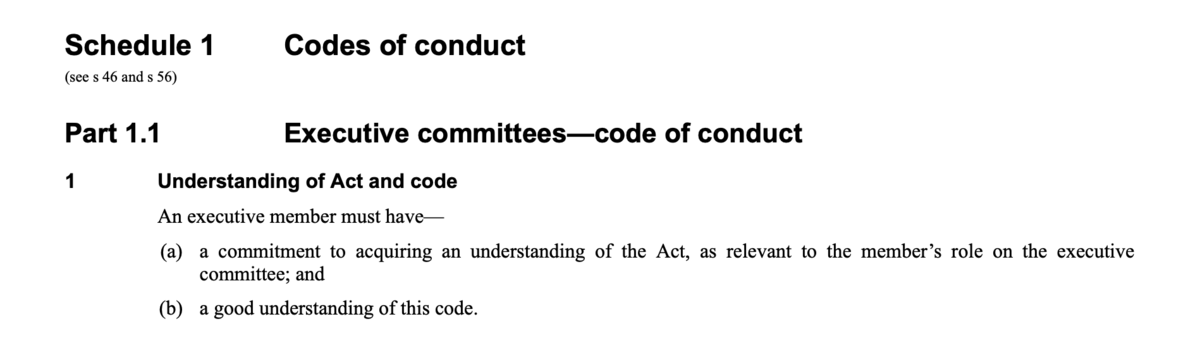 Schedule 1 Codes of conduct
(see s 46 and s 56)
Part 1.1 Executive committees—code of conduct
1 Understanding of Act and code
An executive member must have—
(a) a commitment to acquiring an understanding of the Act, as relevant to the member’s role on the executive
committee; and
(b) a good understanding of this code.